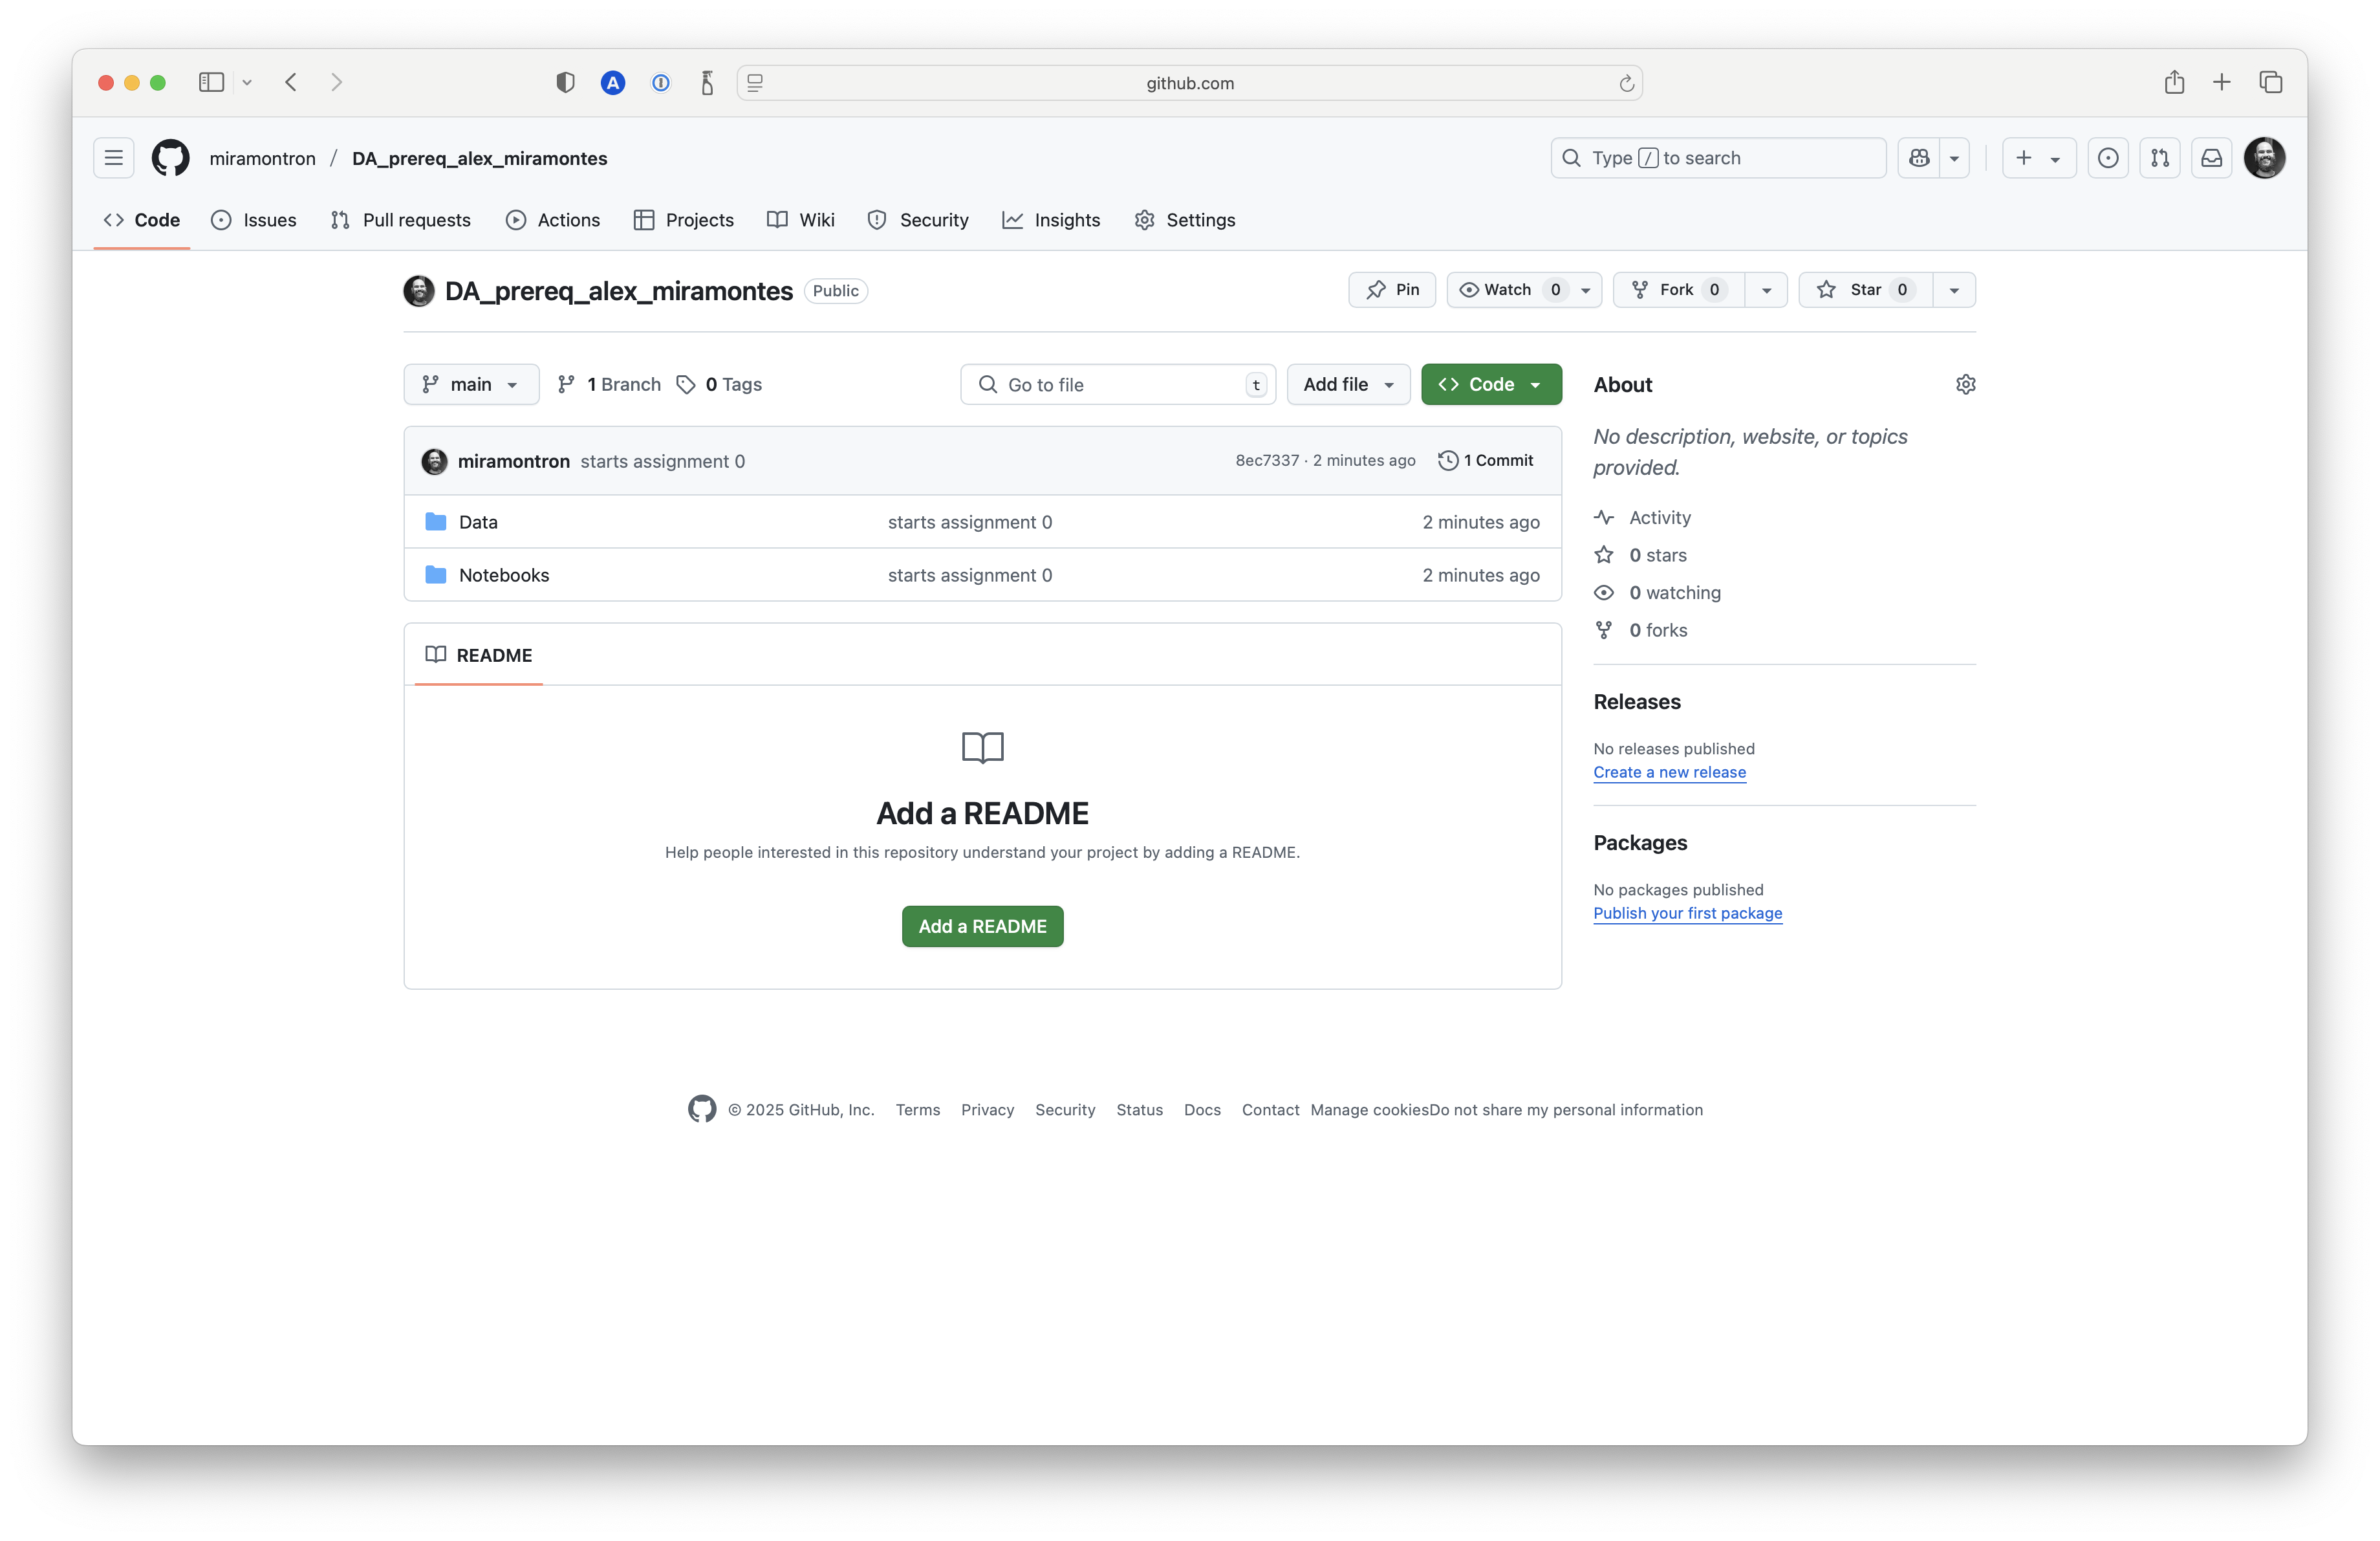 github.com
miramontron / DA_prereq_alex_miramontes
Type / to search
Code Issues Pull requests Actions Projects Wiki Security Insights Settings
DA_prereq_alex_miramontes Public
Pin Watch 0 Fork 0 Star 0
main 1 Branch 0 Tags Go to file t Add file Code
miramontron starts assignment 0 8ec7337 · 2 minutes ago 1 Commit
Data starts assignment 0 2 minutes ago
Notebooks starts assignment 0 2 minutes ago
README
Add a README
Help people interested in this repository understand your project by adding a README.
Add a README
About
No description, website, or topics
provided.
Activity
0 stars
0 watching
0 forks
Releases
No releases published
Create a new release
Packages
No packages published
Publish your first package
© 2025 GitHub, Inc. Terms Privacy Security Status Docs Contact Manage cookiesDo not share my personal information